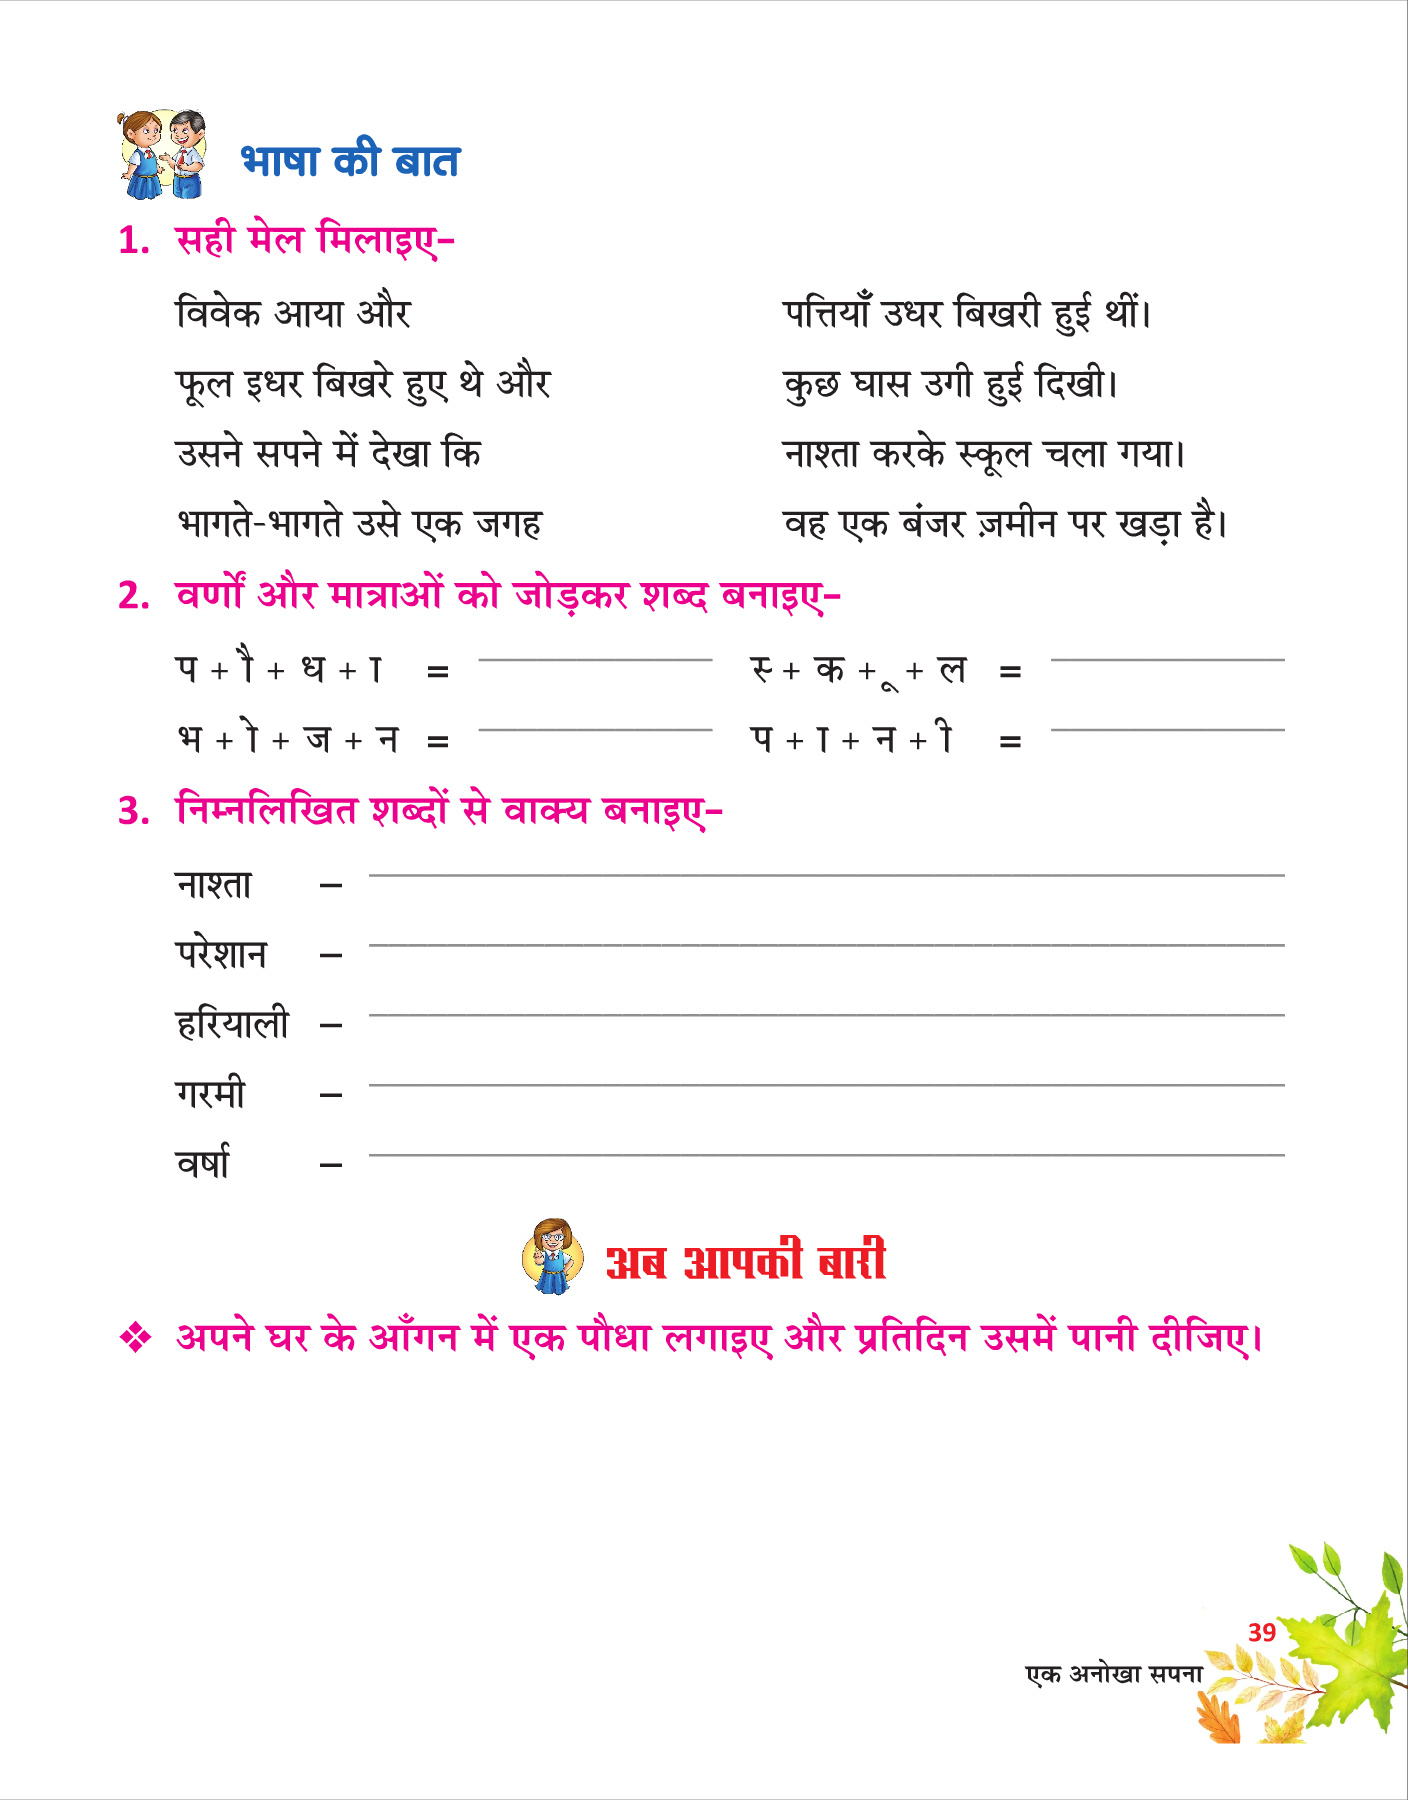 भाषा की बात
1. सही मेल मिलाइए–
विवेक आया और पत्तियाँ उधर बिखरी हुई थीं।
फूल इधर बिखरे हुए थे और कुछ घास उगी हुई दिखी।
उसने सपने में देखा कि नाश्ता करके स्कूल चला गया।
भागते-भागते उसे एक जगह वह एक बंजर ज़मीन पर खड़ा है।
2. वर्णों और मात्राओं को जोड़कर शब्द बनाइए–
प + ौ + ध + ा = स्‍ + क + ू + ल =
भ + ो + ज + न = प + ा + न + ी =
3. निम्नलिखित शब्दों से वाक्य बनाइए–
नाश्ता –
परेशान –
हरियाली –
गरमी –
वर्षा –
अब आपकी बारी
❖ अपने घर के आँगन में एक पौधा लगाइए और प्रतिदिन उसमें पानी दीजिए।
39
एक अनोखा सपना